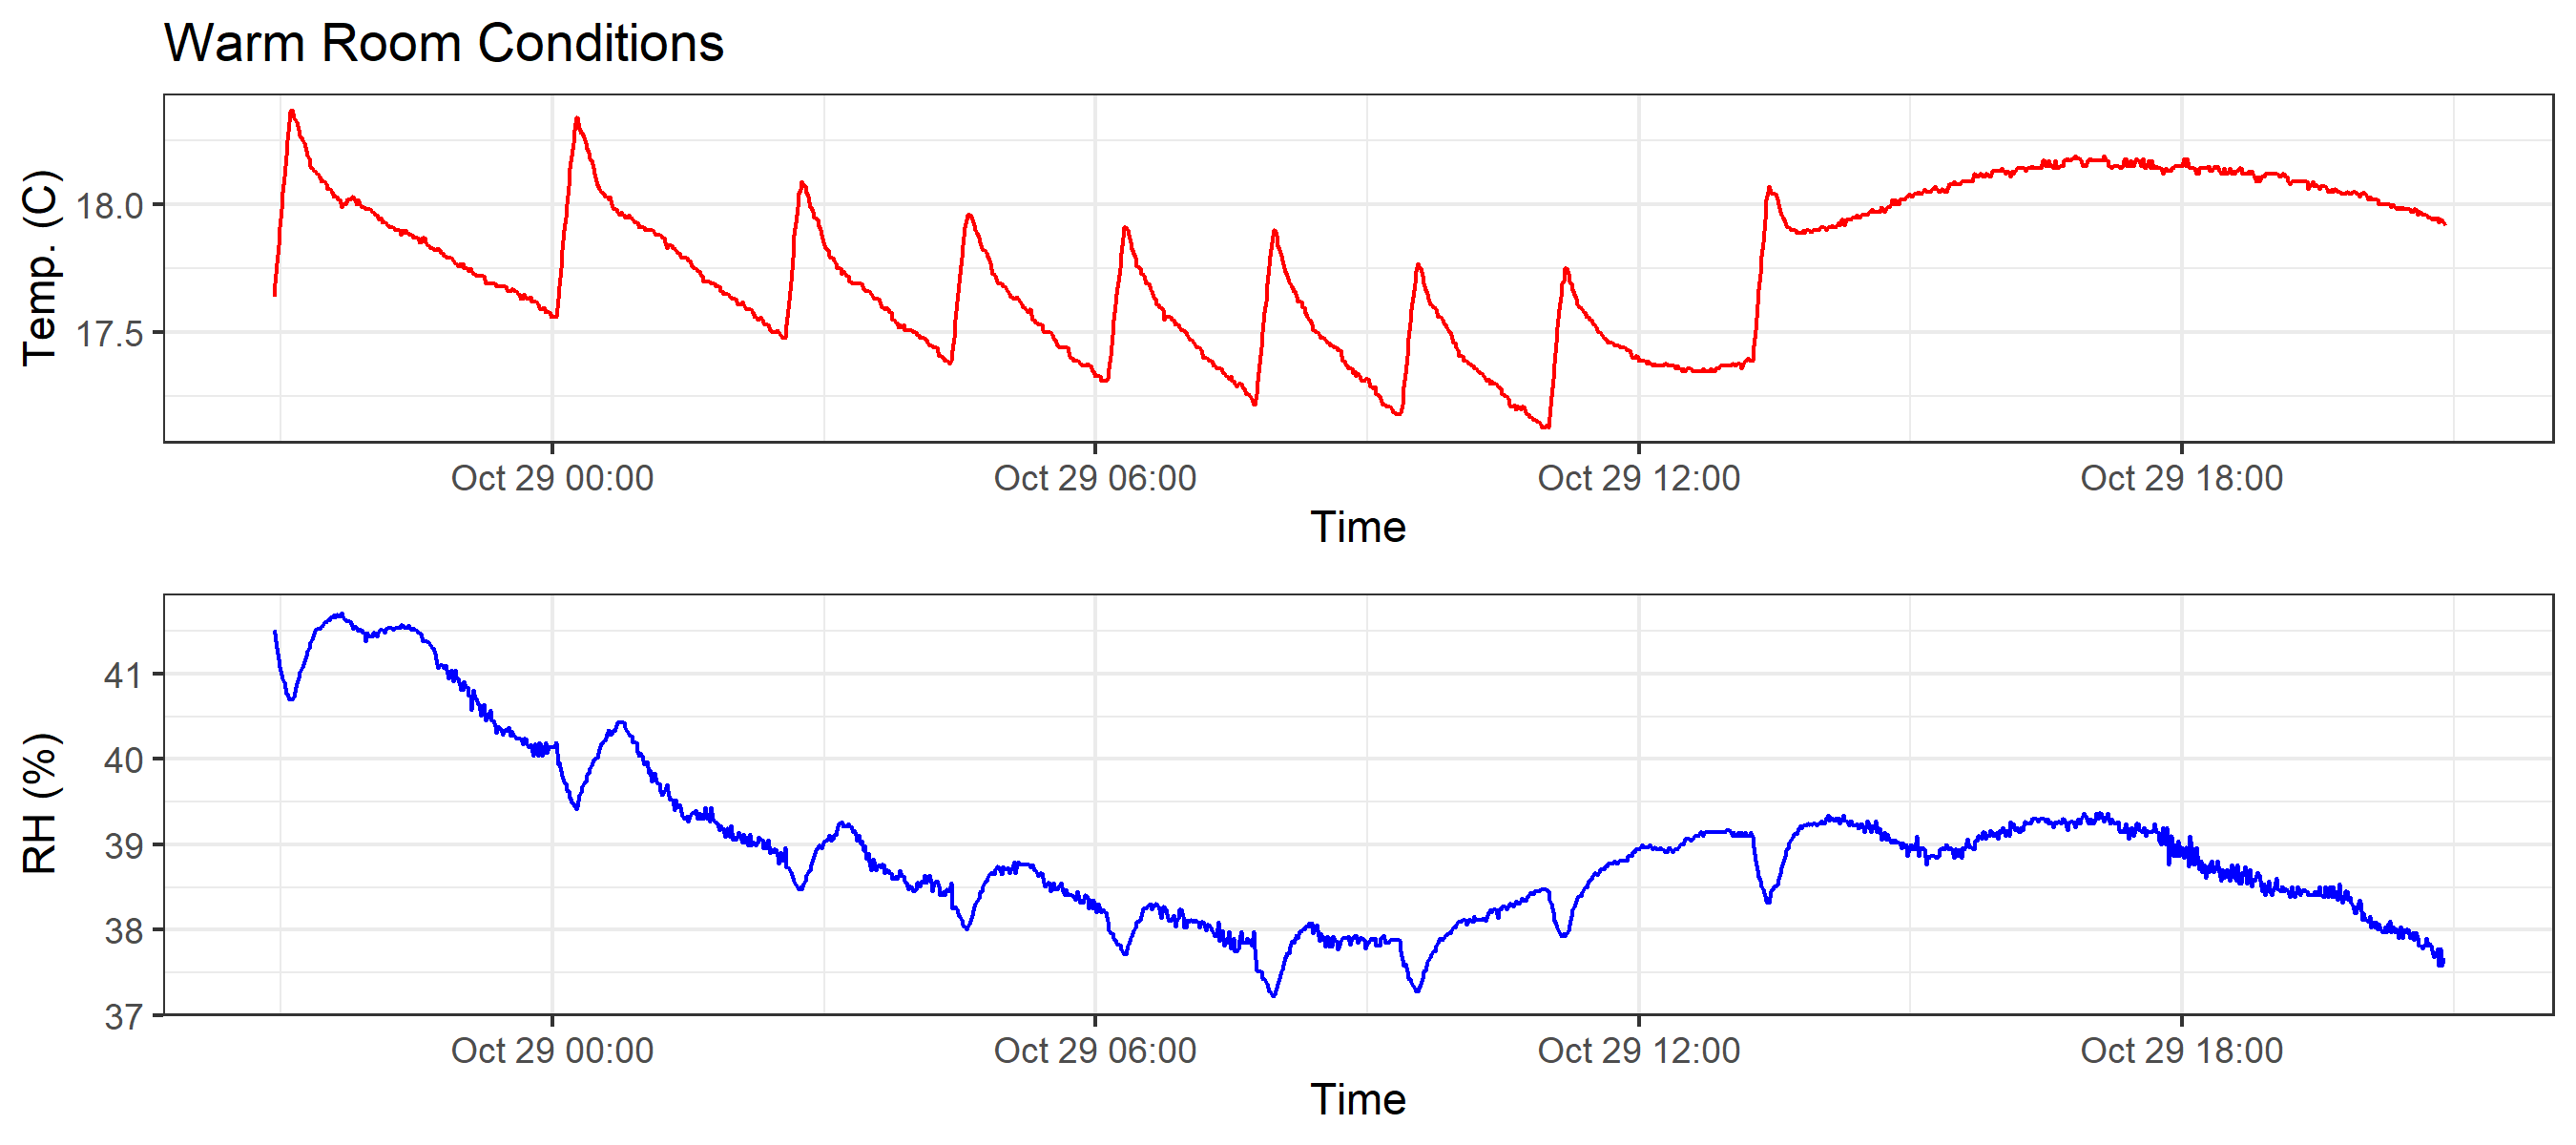 Warm Room Conditions
Temp. (C)
18.0
17.5
Oct 29 00:00 Oct 29 06:00 Oct 29 12:00 Oct 29 18:00
Time
RH (%)
41
40
39
38
37
Oct 29 00:00 Oct 29 06:00 Oct 29 12:00 Oct 29 18:00
Time